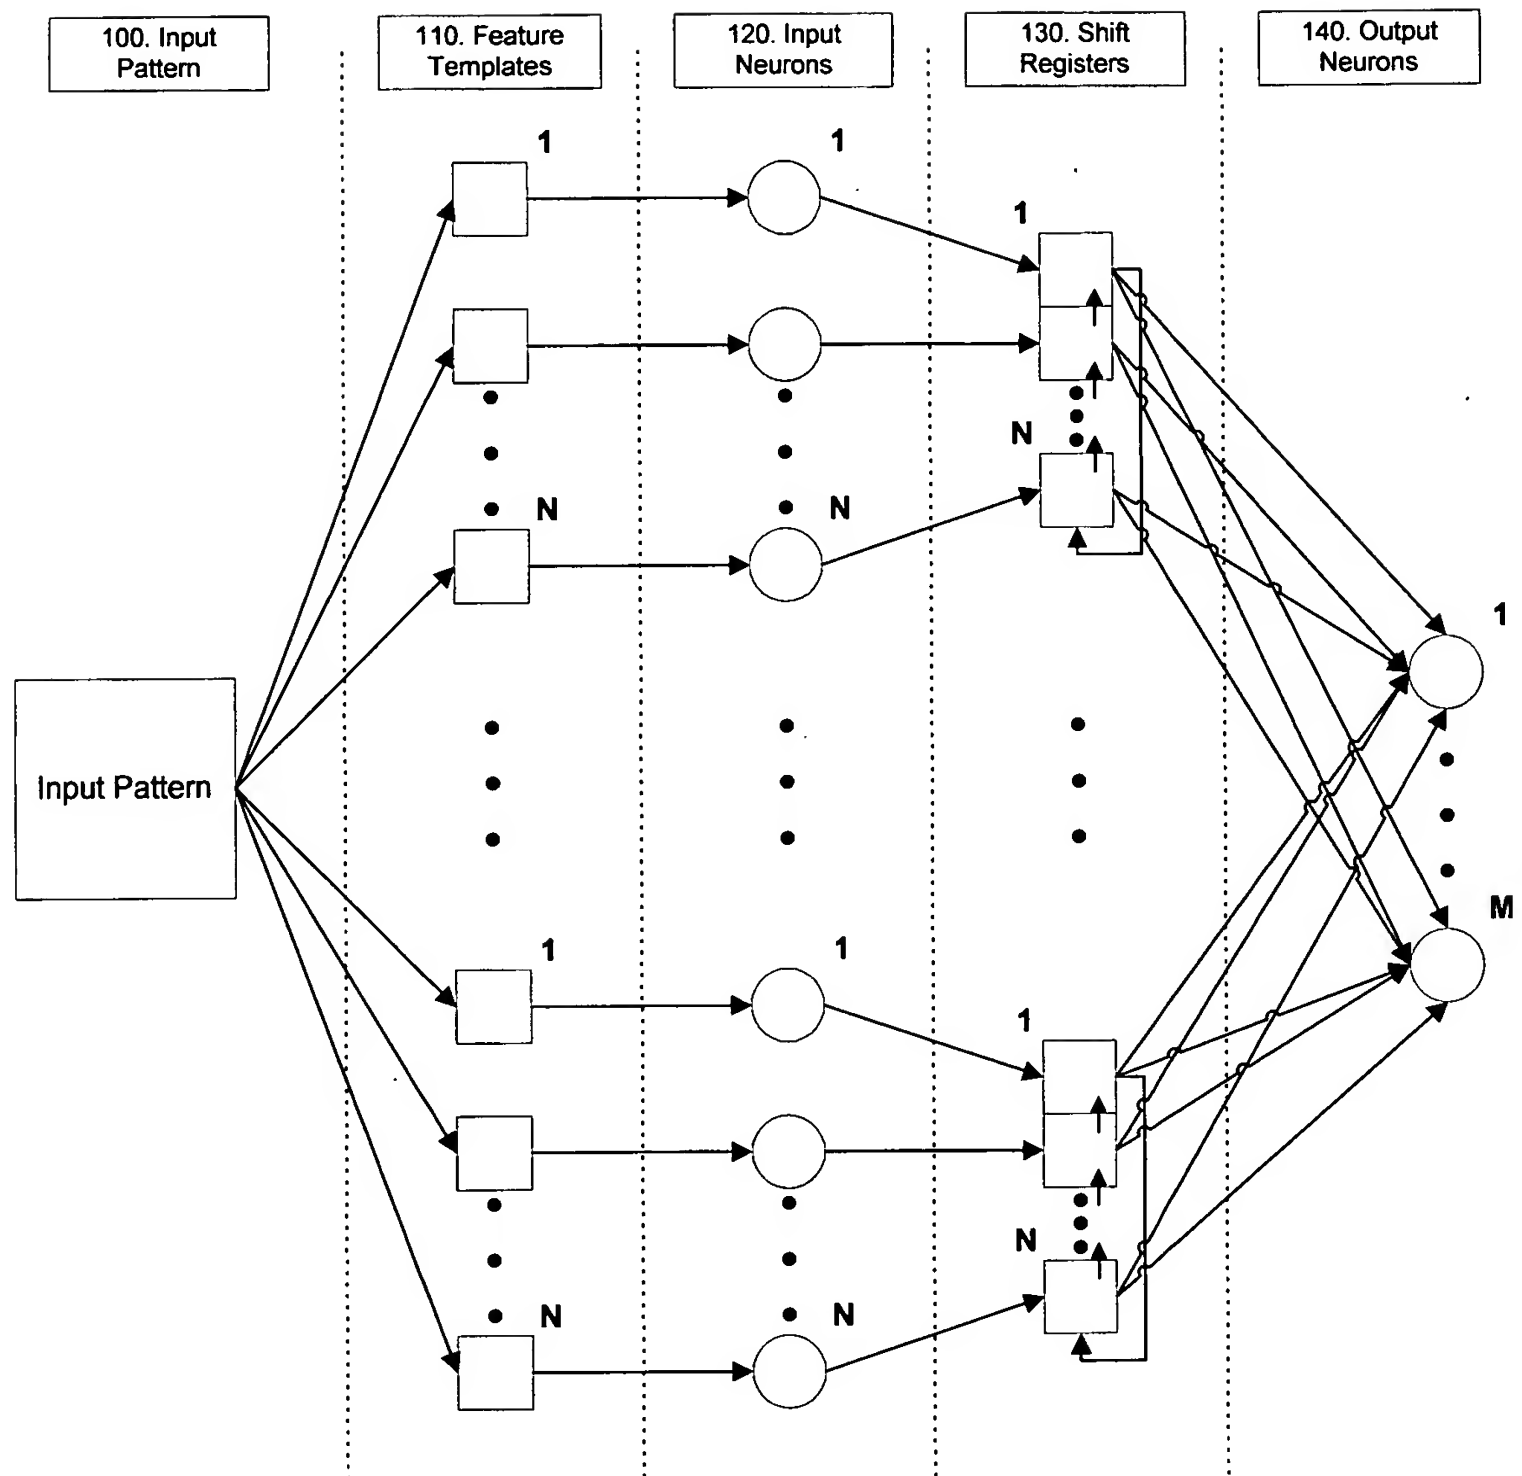 100. Input
Pattern
110. Feature
Templates
120. Input
Neurons
130. Shift
Registers
140. Output
Neurons
1
1
1
N
N
N
1
Input Pattern
M
1
1
1
N
N
N